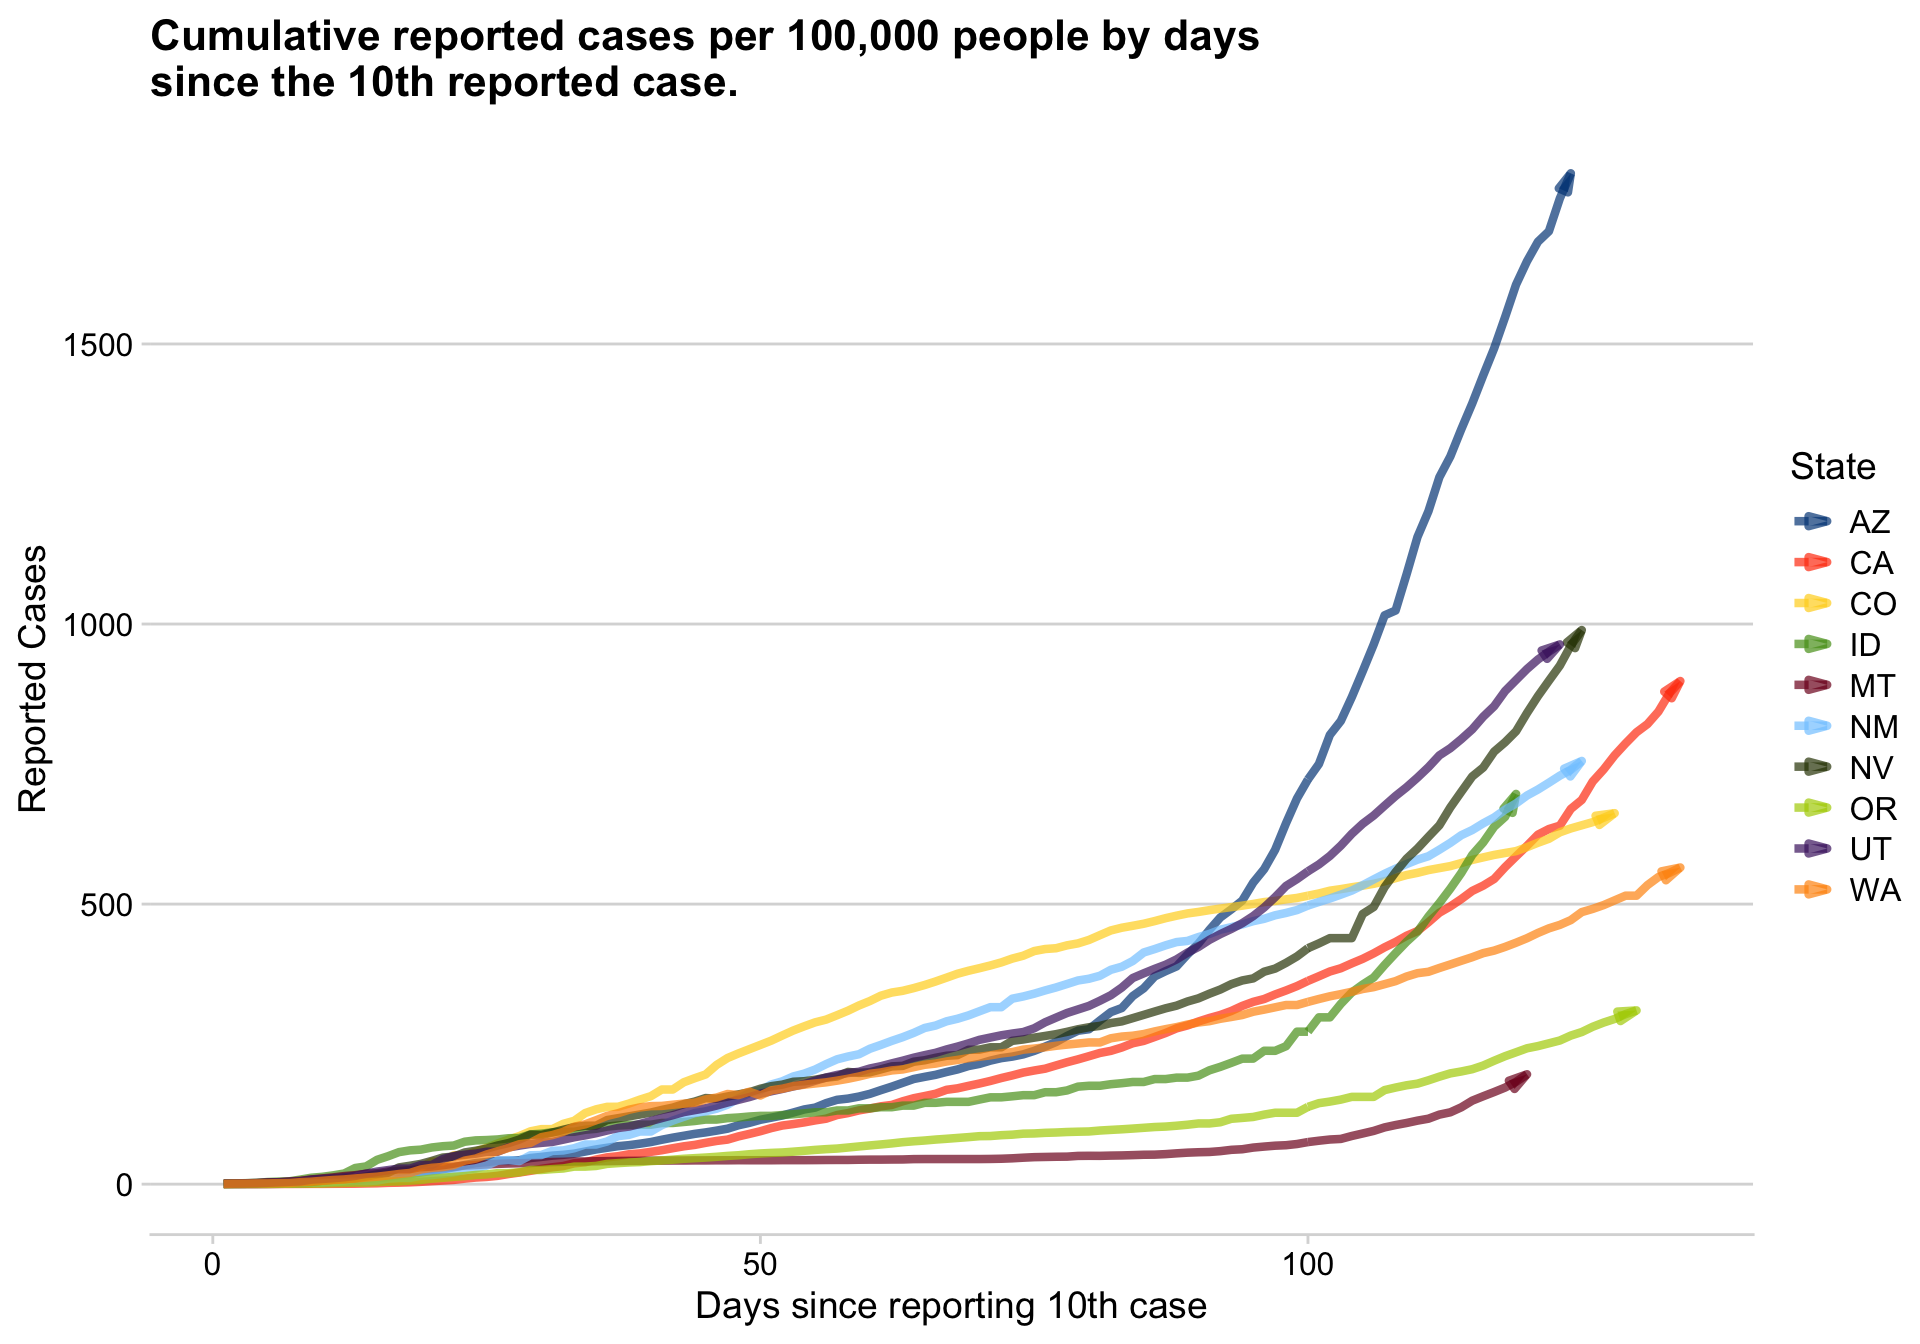 Cumulative reported cases per 100,000 people by days
since the 10th reported case.
Reported Cases
1500
1000
500
0
0
50
100
Days since reporting 10th case
State
AZ
CA
CO
ID
MT
NM
NV
OR
UT
WA